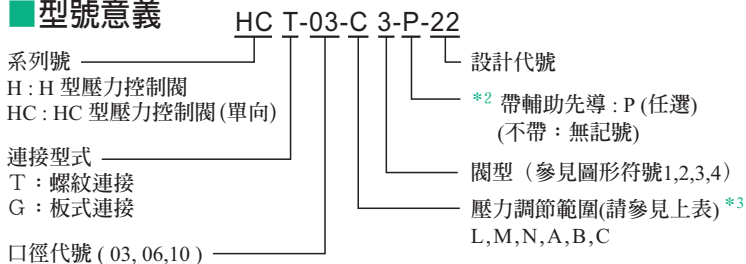 ■型號意義
HC T-03-C 3-P-22
系列號
H : H 型壓力控制閥
HC : HC 型壓力控制閥(單向)
連接型式
T：螺紋連接
G：板式連接
口徑代號 ( 03, 06,10 )
設計代號
*2 帶輔助先導 : P (任選)
(不帶：無記號)
閥型（參見圖形符號1,2,3,4）
壓力調節範圍(請參見上表) *3
L,M,N,A,B,C